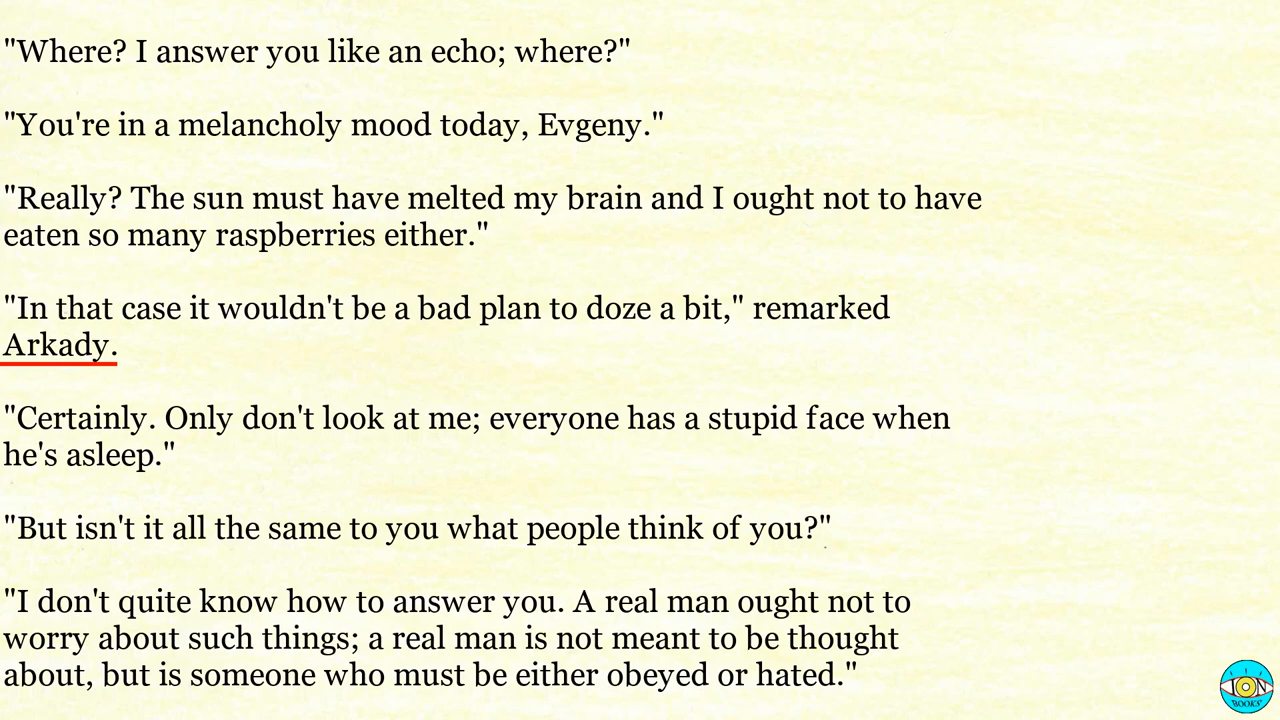 "Where? I answer you like an echo; where?"
"You're in a melancholy mood today, Evgeny."
"Really? The sun must have melted my brain and I ought not to have
eaten so many raspberries either."
"In that case it wouldn't be a bad plan to doze a bit," remarked
Arkady.
"Certainly. Only don't look at me; everyone has a stupid face when
he's asleep."
"But isn't it all the same to you what people think of you?"
"I don't quite know how to answer you. A real man ought not to
worry about such things; a real man is not meant to be thought
about, but is someone who must be either obeyed or hated."
ION
BOOKS